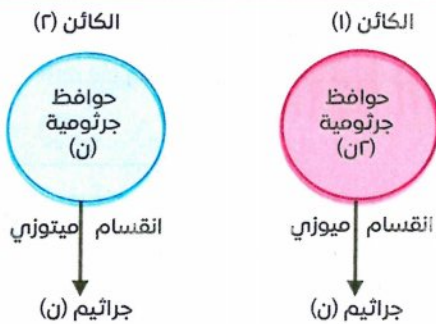 الكائن (١)
حوافظ
جرثومية
(٢ن)
انقسام ميوزي
جراثيم (ن)
الكائن (٢)
حوافظ
جرثومية
(ن)
انقسام ميتوزي
جراثيم (ن)